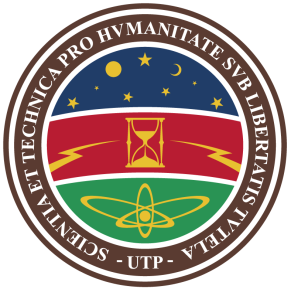 SCIENTIA ET TECHNICA PRO HVMANITATE SVB LIBERTATIS TVTELA
- UTP -